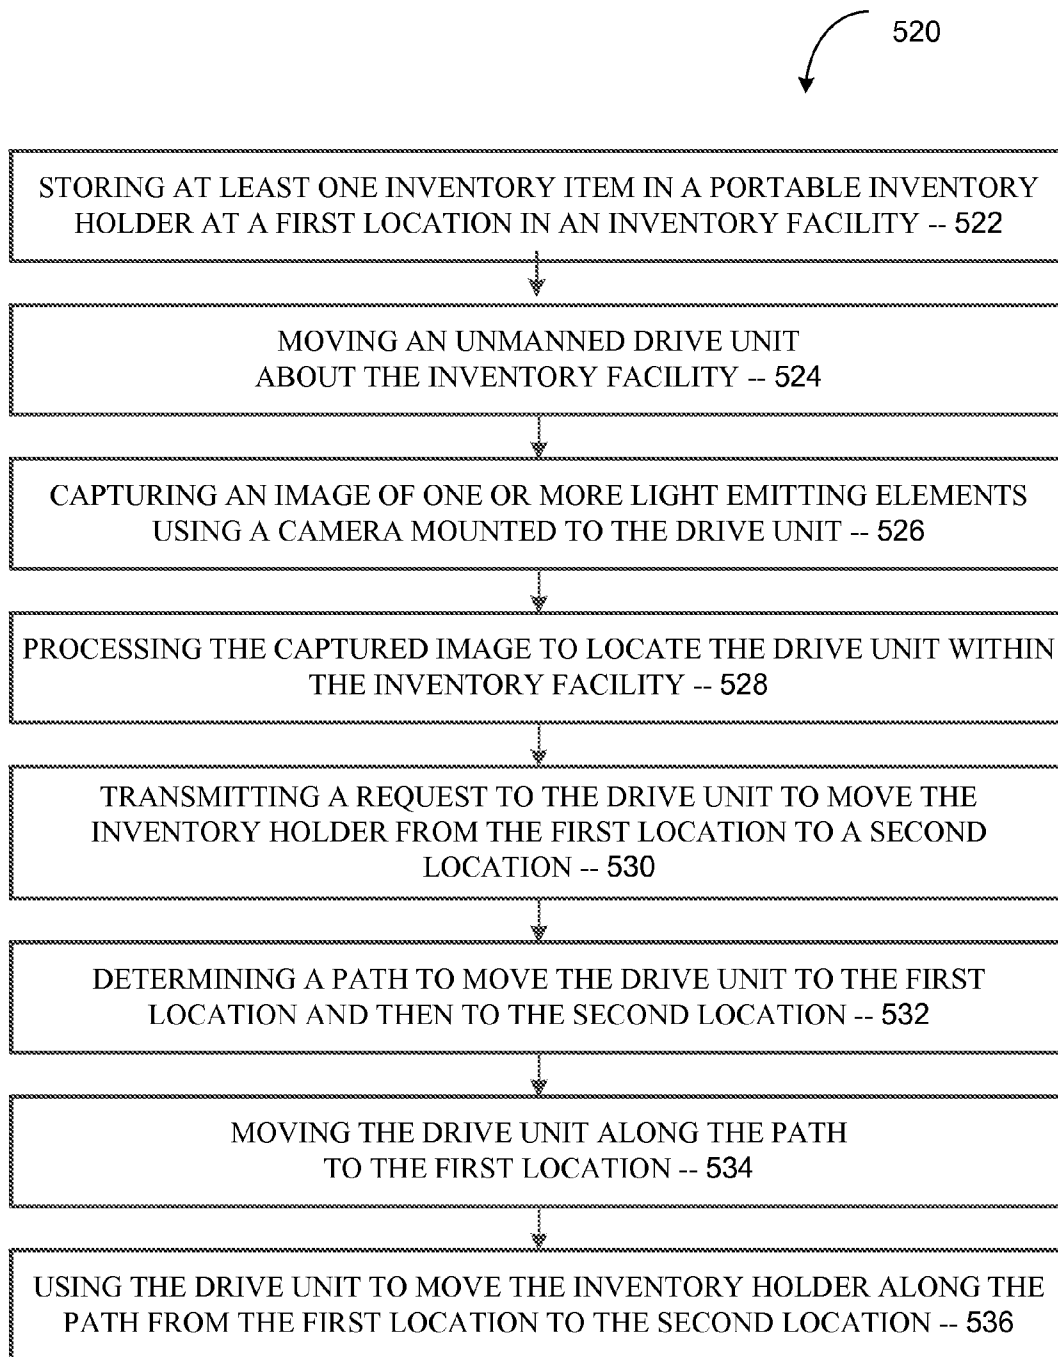 520
STORING AT LEAST ONE INVENTORY ITEM IN A PORTABLE INVENTORY
HOLDER AT A FIRST LOCATION IN AN INVENTORY FACILITY -- 522
MOVING AN UNMANNED DRIVE UNIT
ABOUT THE INVENTORY FACILITY -- 524
CAPTURING AN IMAGE OF ONE OR MORE LIGHT EMITTING ELEMENTS
USING A CAMERA MOUNTED TO THE DRIVE UNIT -- 526
PROCESSING THE CAPTURED IMAGE TO LOCATE THE DRIVE UNIT WITHIN
THE INVENTORY FACILITY -- 528
TRANSMITTING A REQUEST TO THE DRIVE UNIT TO MOVE THE
INVENTORY HOLDER FROM THE FIRST LOCATION TO A SECOND
LOCATION -- 530
DETERMINING A PATH TO MOVE THE DRIVE UNIT TO THE FIRST
LOCATION AND THEN TO THE SECOND LOCATION -- 532
MOVING THE DRIVE UNIT ALONG THE PATH
TO THE FIRST LOCATION -- 534
USING THE DRIVE UNIT TO MOVE THE INVENTORY HOLDER ALONG THE
PATH FROM THE FIRST LOCATION TO THE SECOND LOCATION -- 536